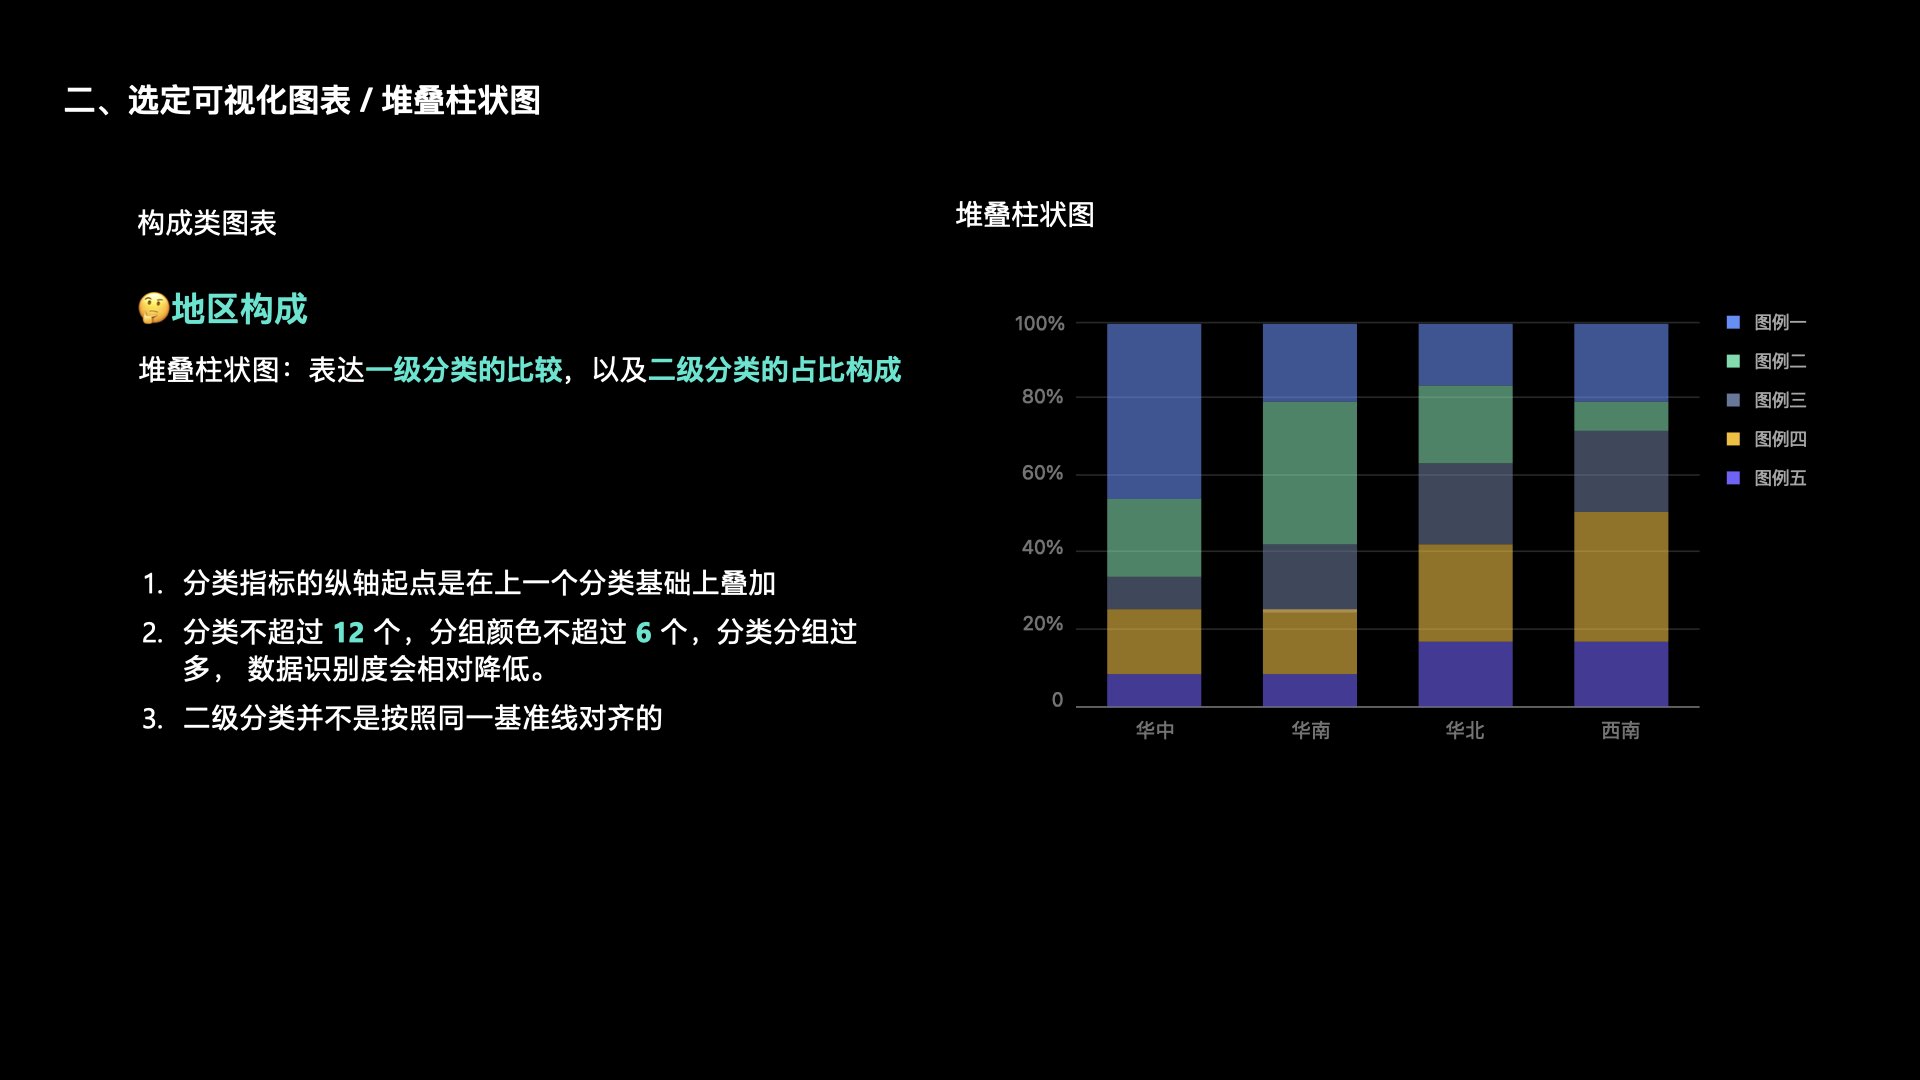 二、选定可视化图表 / 堆叠柱状图
构成类图表
🤔地区构成
堆叠柱状图：表达一级分类的比较，以及二级分类的占比构成
1. 分类指标的纵轴起点是在上一个分类基础上叠加
2. 分类不超过 12 个，分组颜色不超过 6 个，分类分组过
多， 数据识别度会相对降低。
3. 二级分类并不是按照同一基准线对齐的
堆叠柱状图
100%
80%
60%
40%
20%
0
华中
华南
华北
西南
图例一
图例二
图例三
图例四
图例五